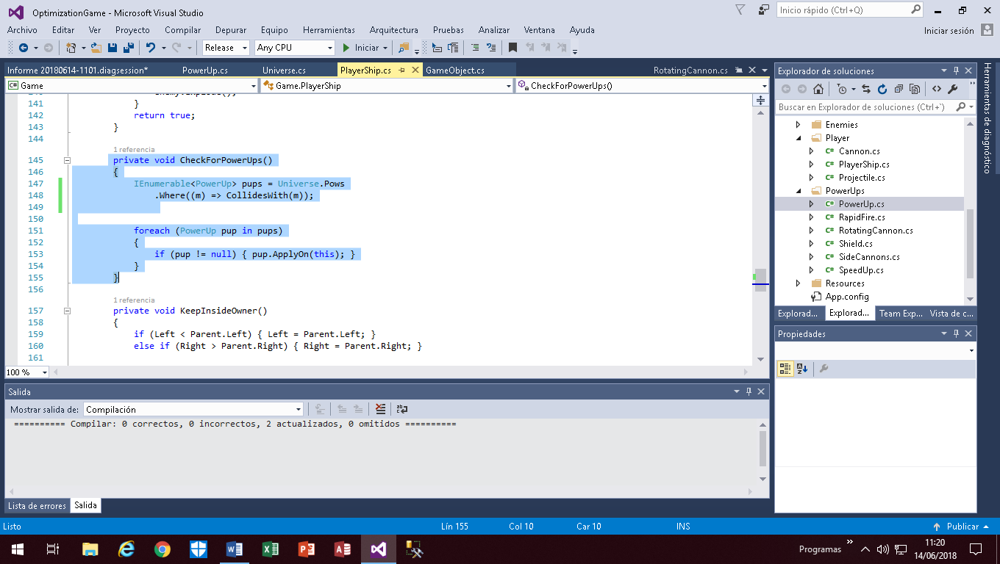 OptimizationGame - Microsoft Visual Studio
Inicio rápido (Ctrl+Q)
Archivo Editar Ver Proyecto Compilar Depurar Equipo Herramientas Arquitectura Pruebas Analizar Ventana Ayuda
Iniciar sesión
Release Any CPU Iniciar
Informe 20180614-1101.diagsession* PowerUp.cs Universe.cs PlayerShip.cs GameObject.cs RotatingCannon.cs
Game Game.PlayerShip CheckForPowerUps()
141 }
142 return true;
143 }
144
1 referencia
145 private void CheckForPowerUps()
146 {
147 IEnumerable<PowerUp> pups = Universe.Pows
148 .Where((m) => CollidesWith(m));
149
150
151 foreach (PowerUp pup in pups)
152 {
153 if (pup != null) { pup.ApplyOn(this); }
154 }
155 }
156
1 referencia
157 private void KeepInsideOwner()
158 {
159 if (Left < Parent.Left) { Left = Parent.Left; }
160 else if (Right > Parent.Right) { Right = Parent.Right; }
161
100 %
Salida
Mostrar salida de: Compilación
========== Compilar: 0 correctos, 0 incorrectos, 2 actualizados, 0 omitidos ==========
Lista de errores Salida
Explorador de soluciones
Buscar en Explorador de soluciones (Ctrl+`)
Enemies
Player
C# Cannon.cs
C# PlayerShip.cs
C# Projectile.cs
PowerUps
C# PowerUp.cs
C# RapidFire.cs
C# RotatingCannon.cs
C# Shield.cs
C# SideCannons.cs
C# SpeedUp.cs
Resources
App.config
Explorad... Explorad... Team Exp... Vista de c...
Propiedades
Herramientas de diagnóstico
Listo Lín 155 Col 10 Car 10 INS Publicar
Programas
11:20
14/06/2018